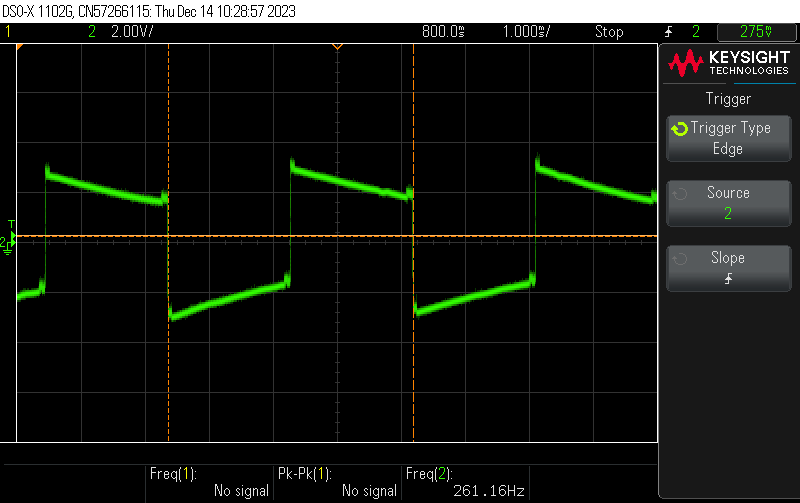 DSO-X 1102G, CN57266115: Thu Dec 14 10:28:57 2023
1 2 2.00V/ 800.0s 1.000s/ Stop 2 275V
KEYSIGHT
TECHNOLOGIES
Trigger
Trigger Type
Edge
Source
2
Slope
T
2
Freq(1): Pk-Pk(1): Freq(2):
No signal No signal 261.16Hz